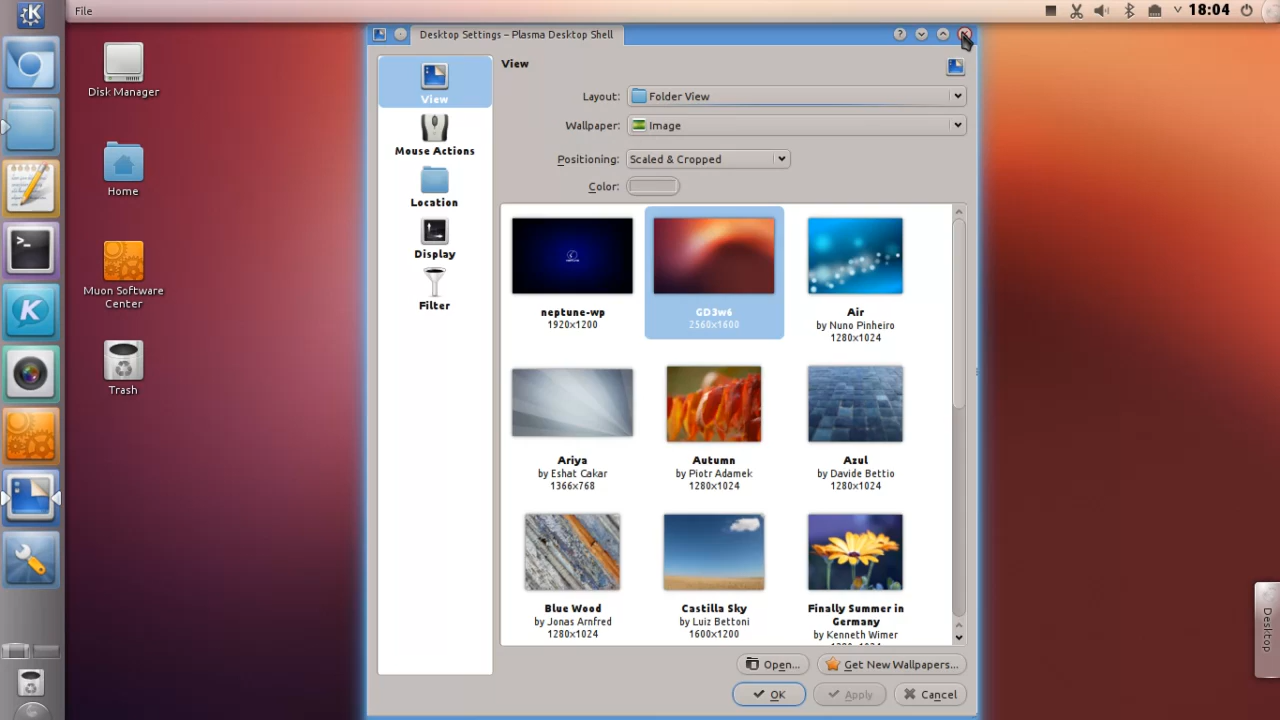 File
18:04
Disk Manager
Home
Muon Software
Center
Trash
Desktop Settings – Plasma Desktop Shell
View
Mouse Actions
Location
Display
Filter
View
Layout: Folder View
Wallpaper: Image
Positioning: Scaled & Cropped
Color:
neptune-wp
1920x1200
GD3w6
2560x1600
Air
by Nuno Pinheiro
1280x1024
Ariya
by Eshat Cakar
1366x768
Autumn
by Piotr Adamek
1280x1024
Azul
by Davide Bettio
1280x1024
Blue Wood
by Jonas Arnfred
1280x1024
Castilla Sky
by Luiz Bettoni
1600x1200
Finally Summer in
Germany
by Kenneth Wimer
Open...
Get New Wallpapers...
OK
Apply
Cancel
Desktop